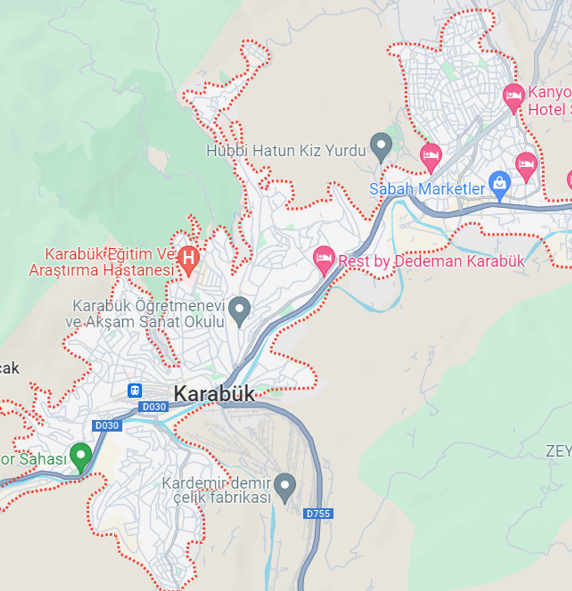 Kanyo
Hotel S
Hubbi Hatun Kiz Yurdu
Sabah Marketler
Karabük Eğitim Ve
Araştırma Hastanesi
H
Rest by Dedeman Karabük
Karabük Öğretmenevi
ve Akşam Sanat Okulu
cak
Karabük
D030
D030
ZEY
or Sahası
Kardemir demir
çelik fabrikası
D755